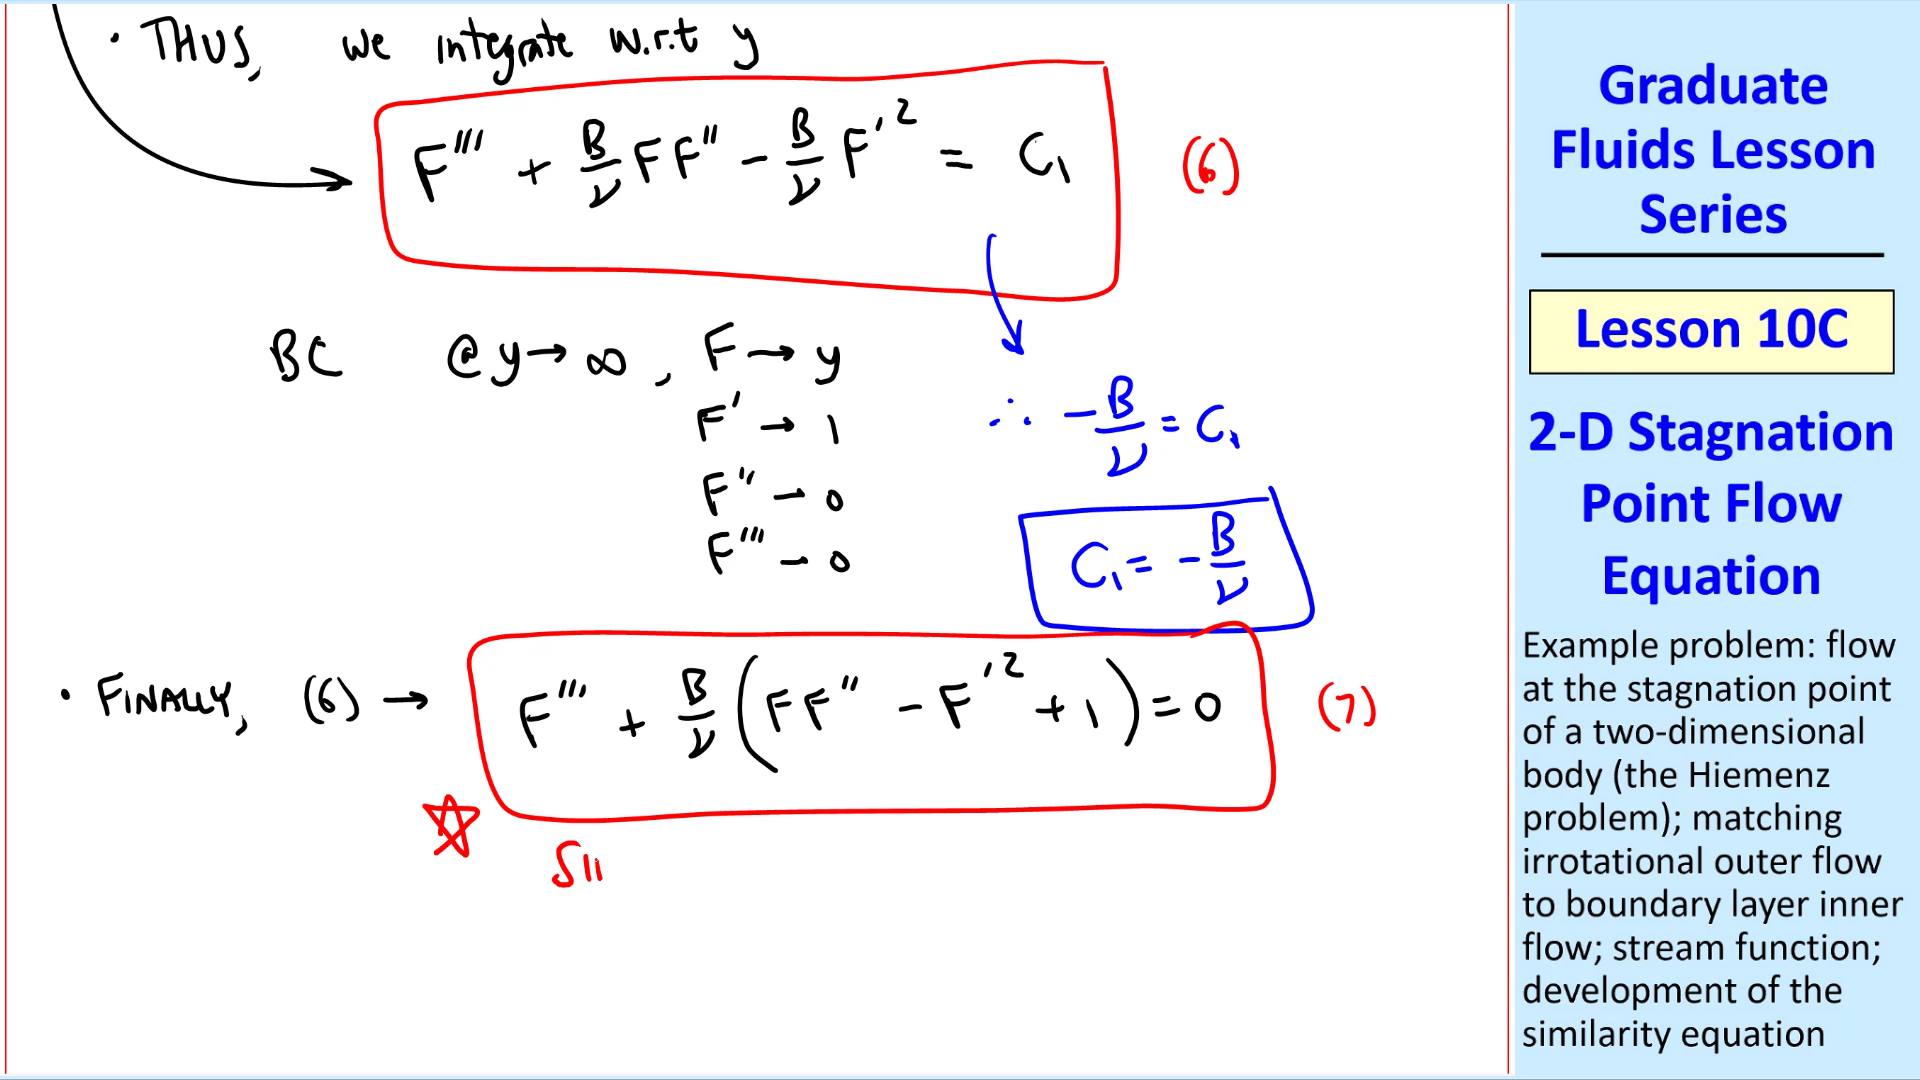 • THUS, we integrate w.r.t y
F''' + B/ν FF'' - B/ν F'² = C₁ (6)
BC @ y → ∞, F → y
F' → 1
F'' → 0
F''' → 0
∴ -B/ν = C₁
C₁ = -B/ν
• FINALLY, (6) → F''' + B/ν (FF'' - F'² + 1) = 0 (7)
Graduate
Fluids Lesson
Series
Lesson 10C
2-D Stagnation
Point Flow
Equation
Example problem: flow
at the stagnation point
of a two-dimensional
body (the Hiemenz
problem); matching
irrotational outer flow
to boundary layer inner
flow; stream function;
development of the
similarity equation